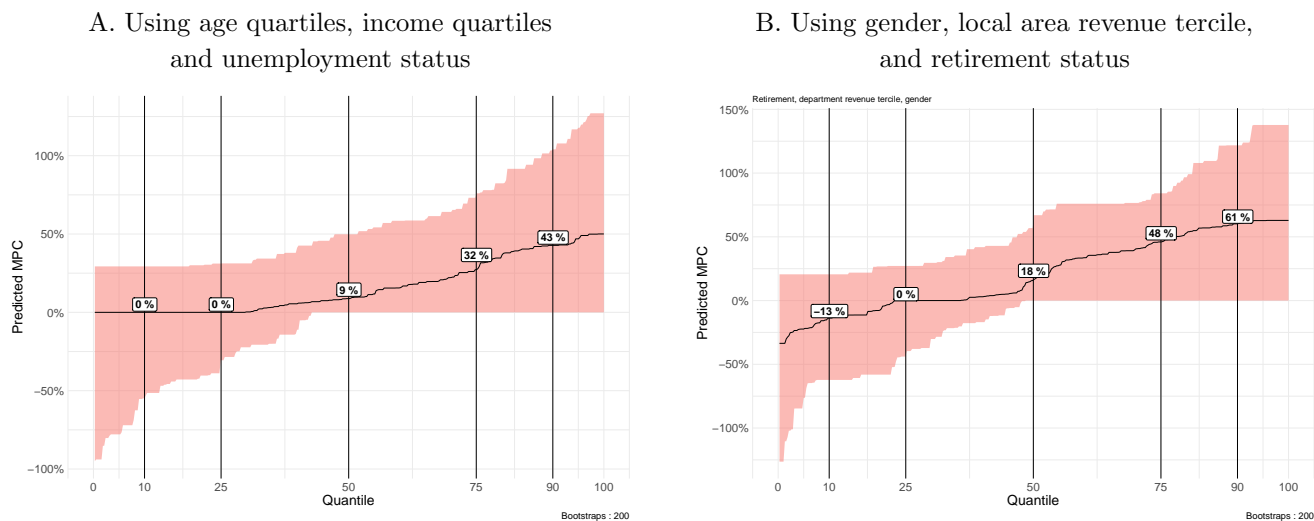 A. Using age quartiles, income quartiles
and unemployment status
100%
50%
0%
−50%
−100%
Predicted MPC
0 %
0 %
9 %
32 %
43 %
0 10 25 50 75 90 100
Quantile
Bootstraps : 200
B. Using gender, local area revenue tercile,
and retirement status
Retirement, department revenue tercile, gender
150%
100%
50%
0%
−50%
−100%
Predicted MPC
−13 %
0 %
18 %
48 %
61 %
0 10 25 50 75 90 100
Quantile
Bootstraps : 200